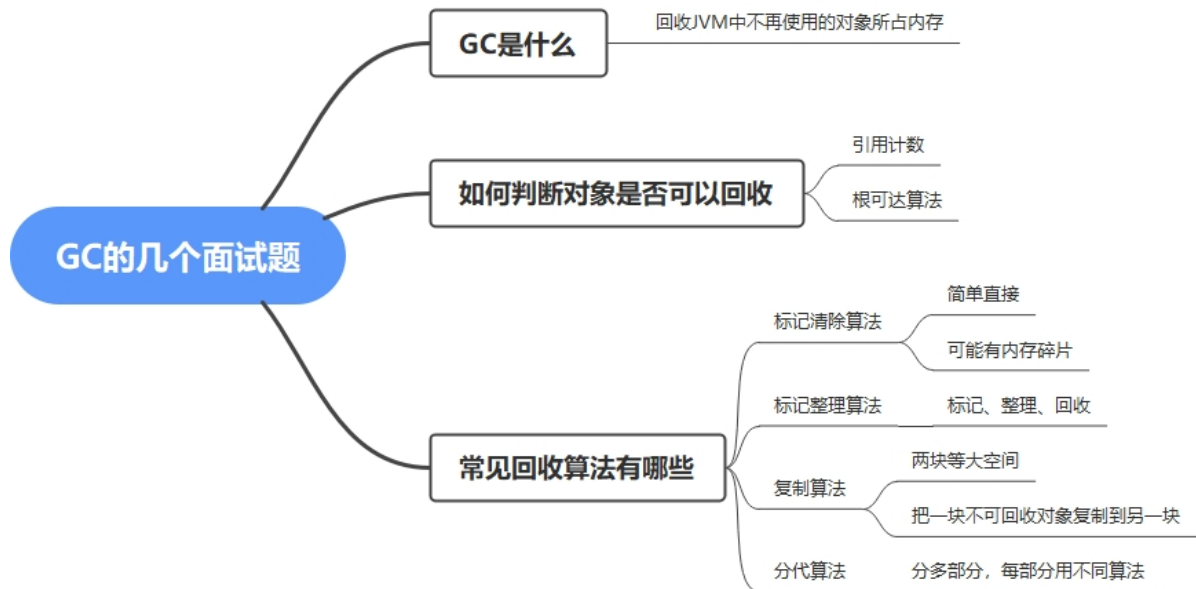 GC的几个面试题
GC是什么
回收JVM中不再使用的对象所占内存
如何判断对象是否可以回收
引用计数
根可达算法
常见回收算法有哪些
标记清除算法
简单直接
可能有内存碎片
标记整理算法
标记、整理、回收
复制算法
两块等大空间
把一块不可回收对象复制到另一块
分代算法
分多部分，每部分用不同算法